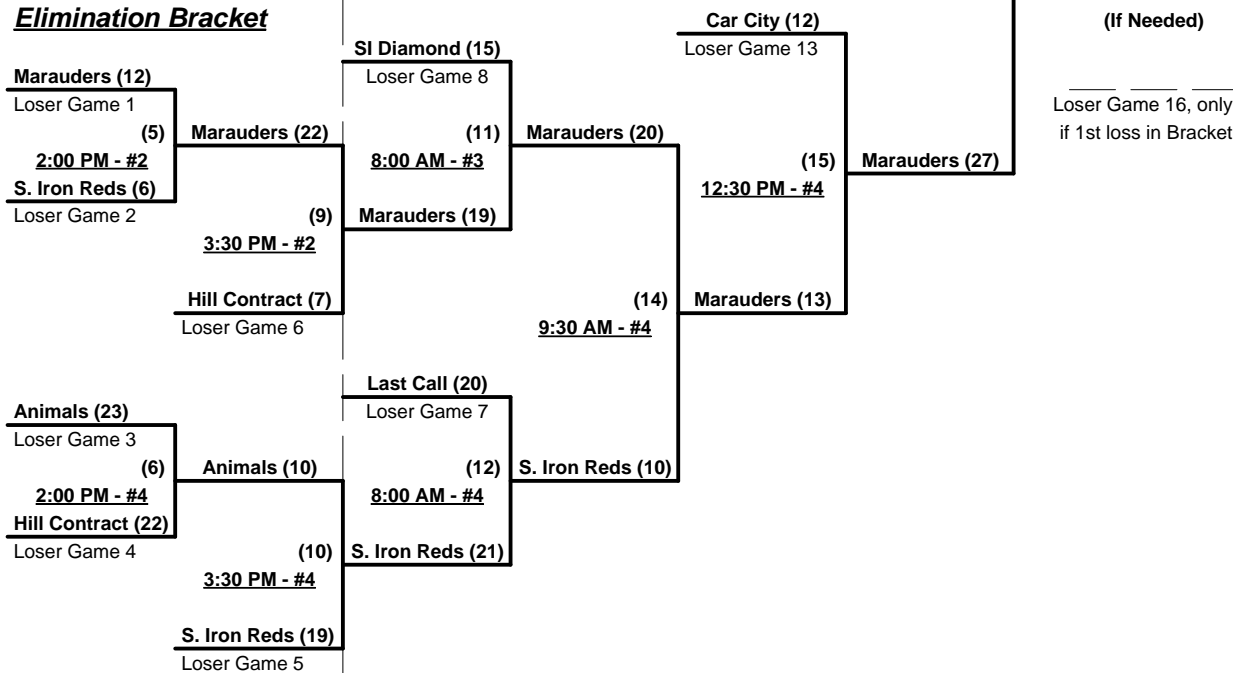 Elimination Bracket
Car City (12)
(If Needed)
SI Diamond (15)
Loser Game 13
Marauders (12)
Loser Game 8
Loser Game 1
Loser Game 16, only
(5)
Marauders (22)
(11)
Marauders (20)
if 1st loss in Bracket
2:00 PM - #2
8:00 AM - #3
(15)
Marauders (27)
S. Iron Reds (6)
12:30 PM - #4
Loser Game 2
(9)
Marauders (19)
3:30 PM - #2
Hill Contract (7)
(14)
Marauders (13)
Loser Game 6
9:30 AM - #4
Last Call (20)
Animals (23)
Loser Game 7
Loser Game 3
(6)
Animals (10)
(12)
S. Iron Reds (10)
2:00 PM - #4
8:00 AM - #4
Hill Contract (22)
Loser Game 4
(10)
S. Iron Reds (21)
3:30 PM - #4
S. Iron Reds (19)
Loser Game 5